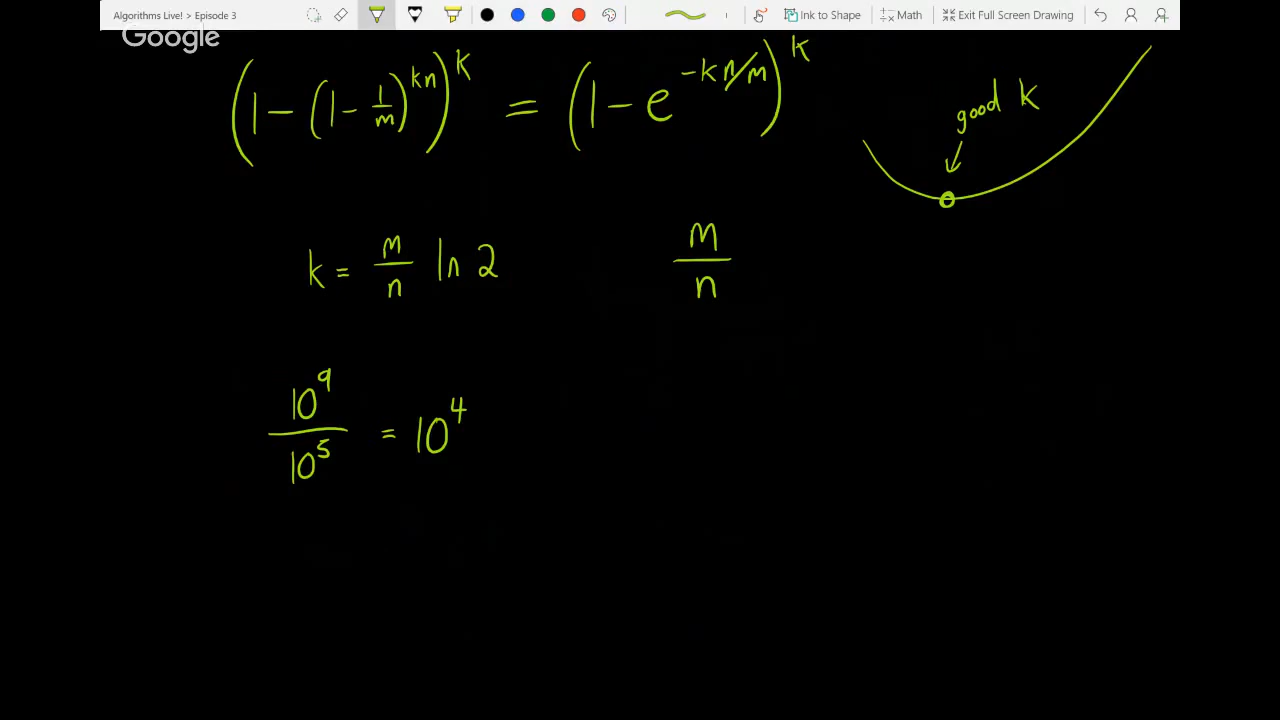 Algorithms Live! > Episode 3 Ink to Shape Math Exit Full Screen Drawing
Google
(1 - (1 - 1/m)^kn)^k = (1 - e^-kn/m)^k
good k
k = m/n ln 2 m/n
10^9/10^5 = 10^4